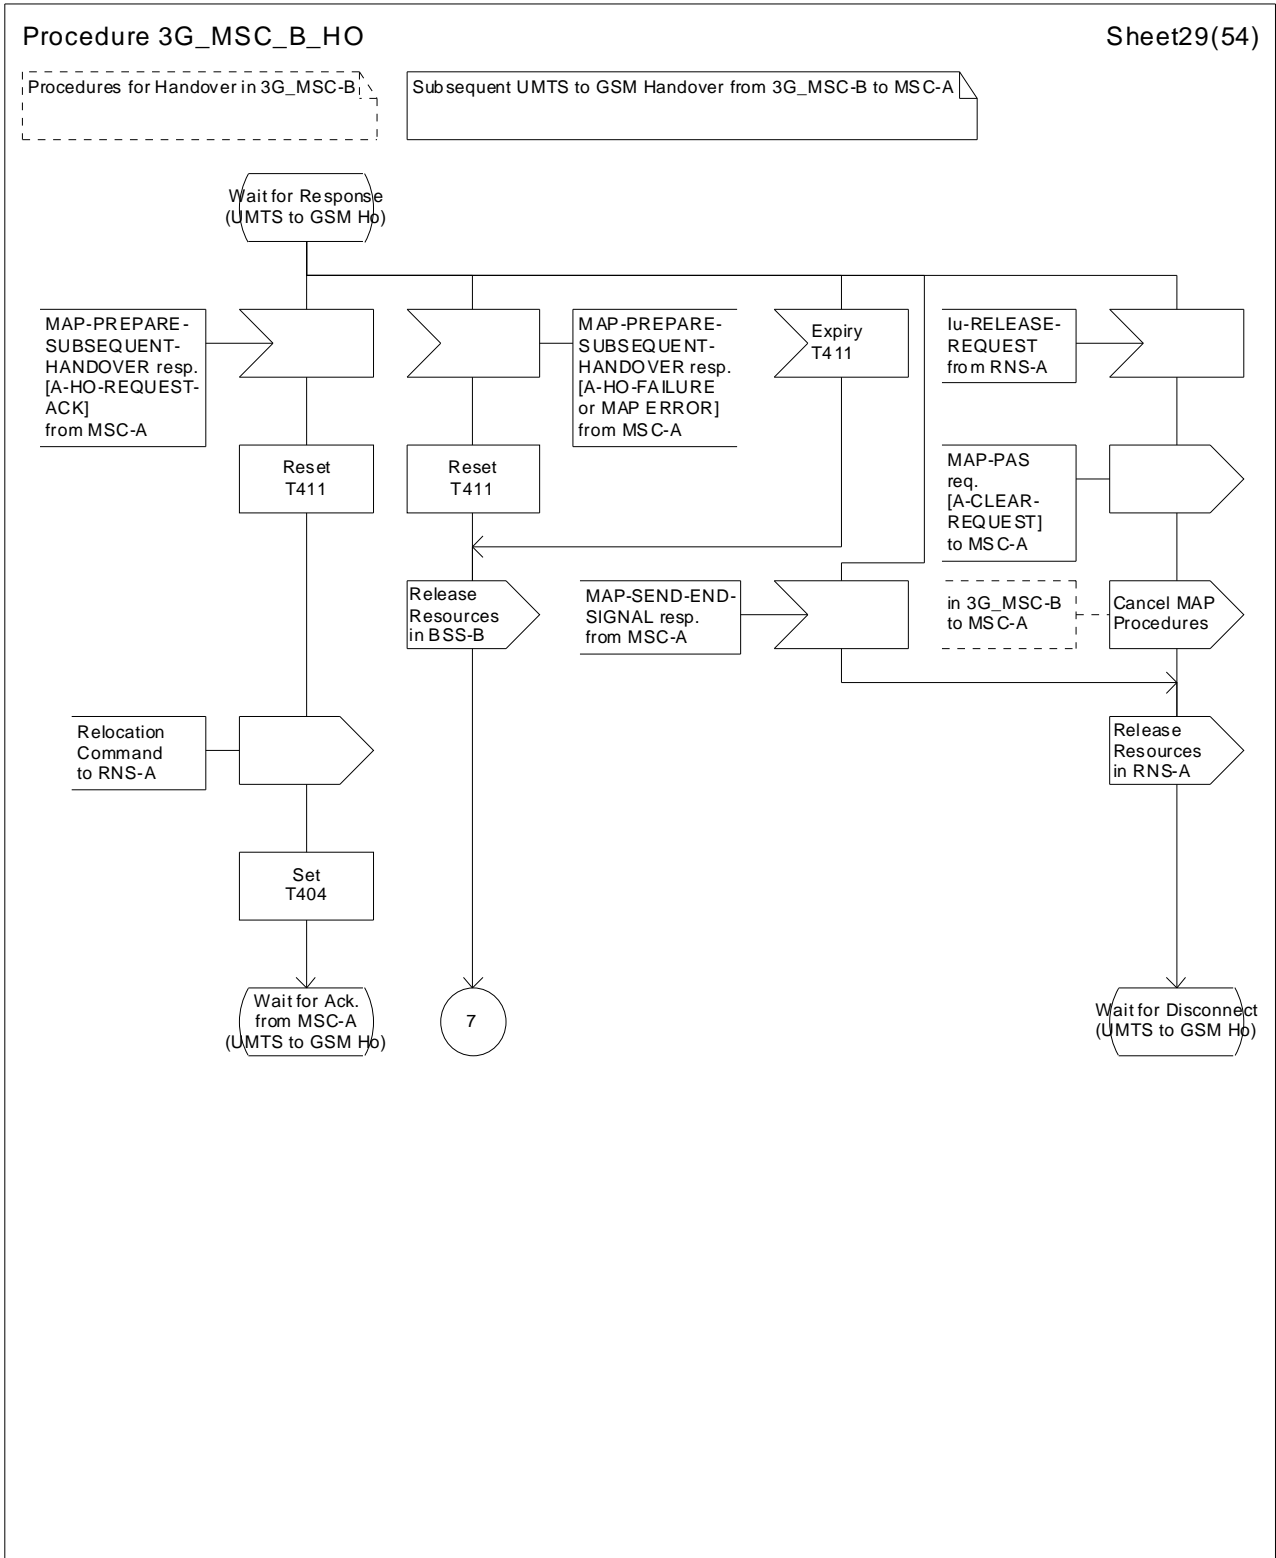 Procedure 3G_MSC_B_HO
Sheet29(54)
Procedures for Handover in 3G_MSC-B
Subsequent UMTS to GSM Handover from 3G_MSC-B to MSC-A
Wait for Response
(UMTS to GSM Ho)
MAP-PREPARE-
SUBSEQUENT-
HANDOVER resp.
[A-HO-REQUEST-
ACK]
from MSC-A
MAP-PREPARE-
SUBSEQUENT-
HANDOVER resp.
[A-HO-FAILURE
or MAP ERROR]
from MSC-A
Expiry
T411
Iu-RELEASE-
REQUEST
from RNS-A
Reset
T411
Reset
T411
MAP-PAS
req.
[A-CLEAR-
REQUEST]
to MSC-A
Release
Resources
in BSS-B
MAP-SEND-END-
SIGNAL resp.
from MSC-A
in 3G_MSC-B
to MSC-A
Cancel MAP
Procedures
Relocation
Command
to RNS-A
Release
Resources
in RNS-A
Set
T404
Wait for Ack.
from MSC-A
(UMTS to GSM Ho)
7
Wait for Disconnect
(UMTS to GSM Ho)